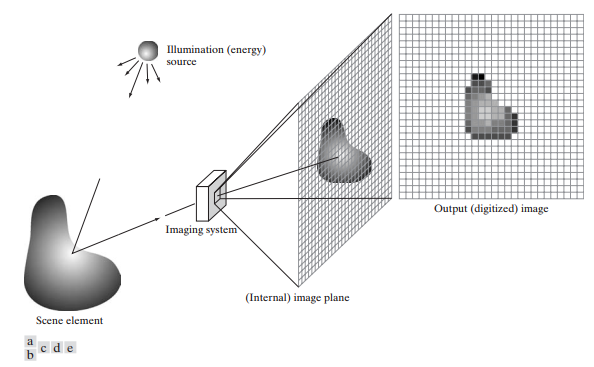 Illumination (energy)
source
Output (digitized) image
Imaging system
(Internal) image plane
Scene element
a
b c d e